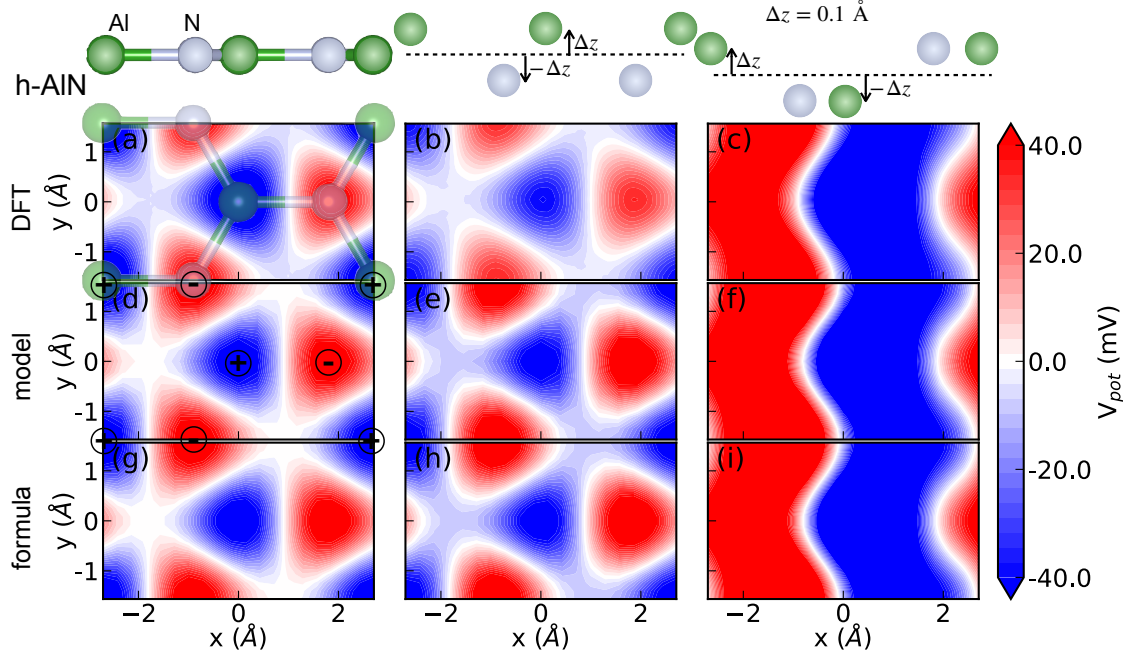 Al N
Δz
-Δz
Δz = 0.1 Å
Δz
-Δz
h-AlN
DFT
y (Å)
1
0
-1
(a)
(b)
(c)
+ - +
model
y (Å)
1
0
-1
(d)
+ -
(e)
(f)
+ - +
formula
y (Å)
1
0
-1
(g)
(h)
(i)
−2 0 2
x (Å)
−2 0 2
x (Å)
−2 0 2
x (Å)
40.0
20.0
0.0
−20.0
−40.0
V_pot (mV)